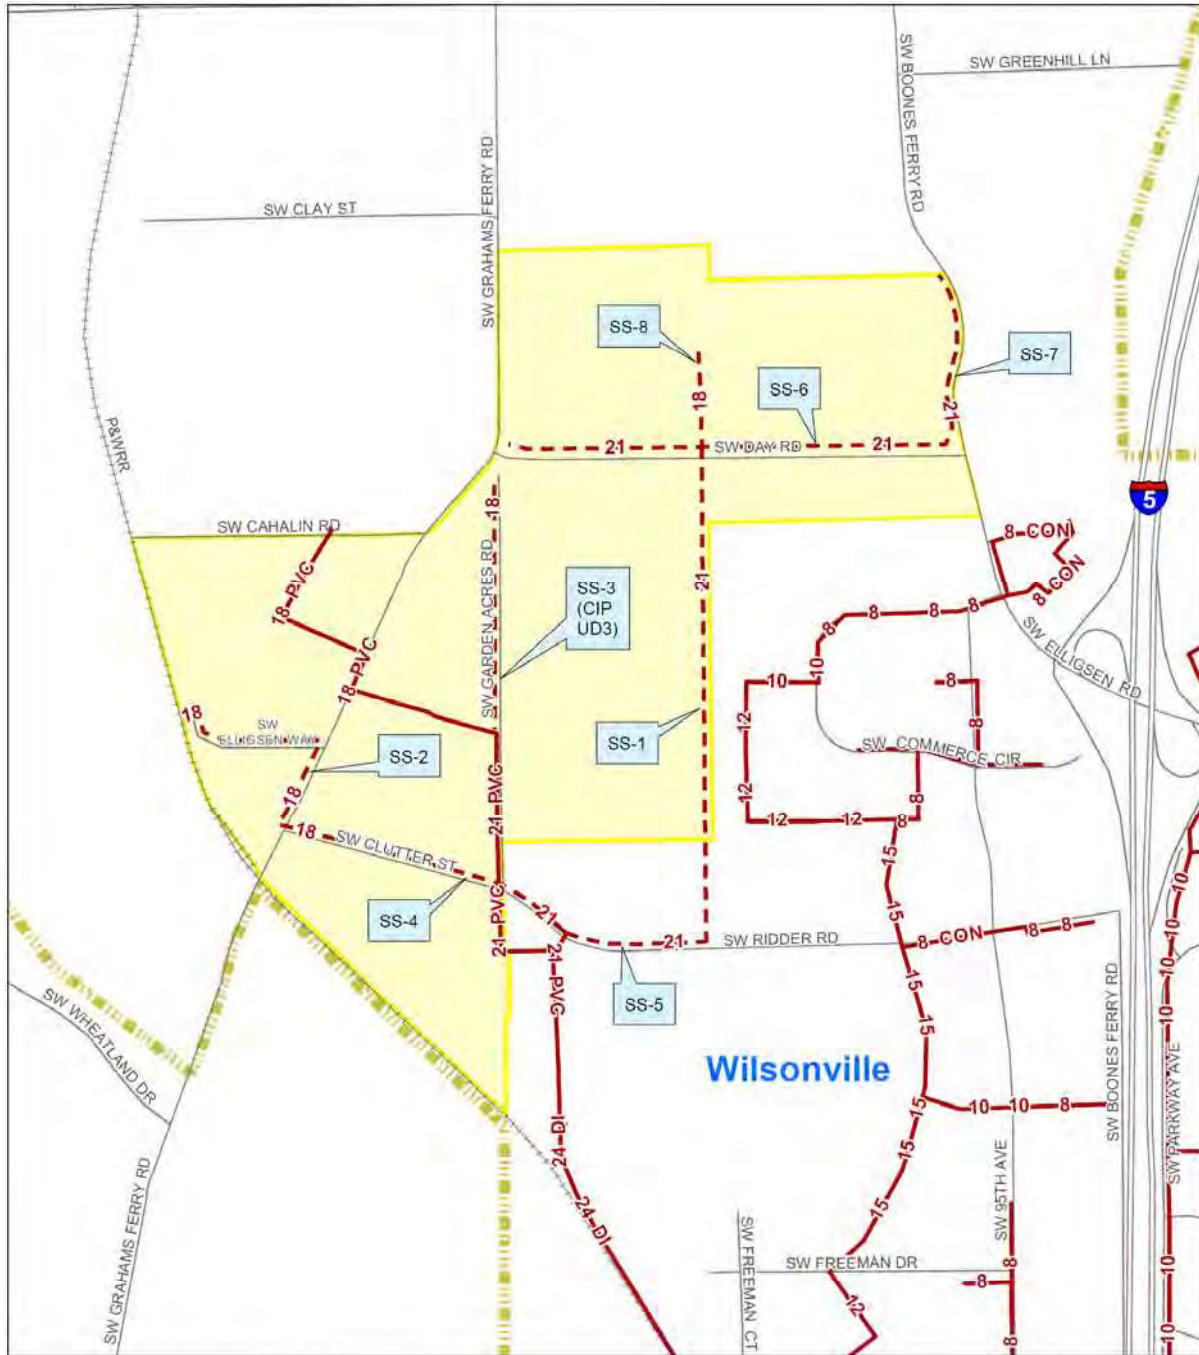 SW GREENHILL LN
SW BOONES FERRY RD
SW GRAHAMS FERRY RD
SW CLAY ST
SS-8
SS-7
18
SS-6
21
P&WRR
21
SW DAY RD
21
5
18
SW CAHALIN RD
8-CON
18-PVC
SW GARDEN ACRES RD
SS-3
(CIP
UD3)
21
8 CON
8
8
8
8
8
SW ELLIGSEN RD
18-PVC
10
10
8
18
SW
ELLIGSEN WAY
SS-2
SS-1
12
8
SW COMMERCE CIR
18
21 PVC
12
8
12
12
8
18
SW CLUTTER ST
15
SS-4
21 PVC
21
21
SW RIDDER RD
15
8-CON
8
8
10
10
10
10
21-PVC
SS-5
15
SW WHEATLAND DR
15
SW BOONES FERRY RD
10
Wilsonville
10
10
8
SW PARKWAY AVE
24-DI
15
SW 95TH AVE
24-DI
15
SW GRAHAMS FERRY RD
SW FREEMAN CT
SW FREEMAN DR
8
8
10
12
8
10